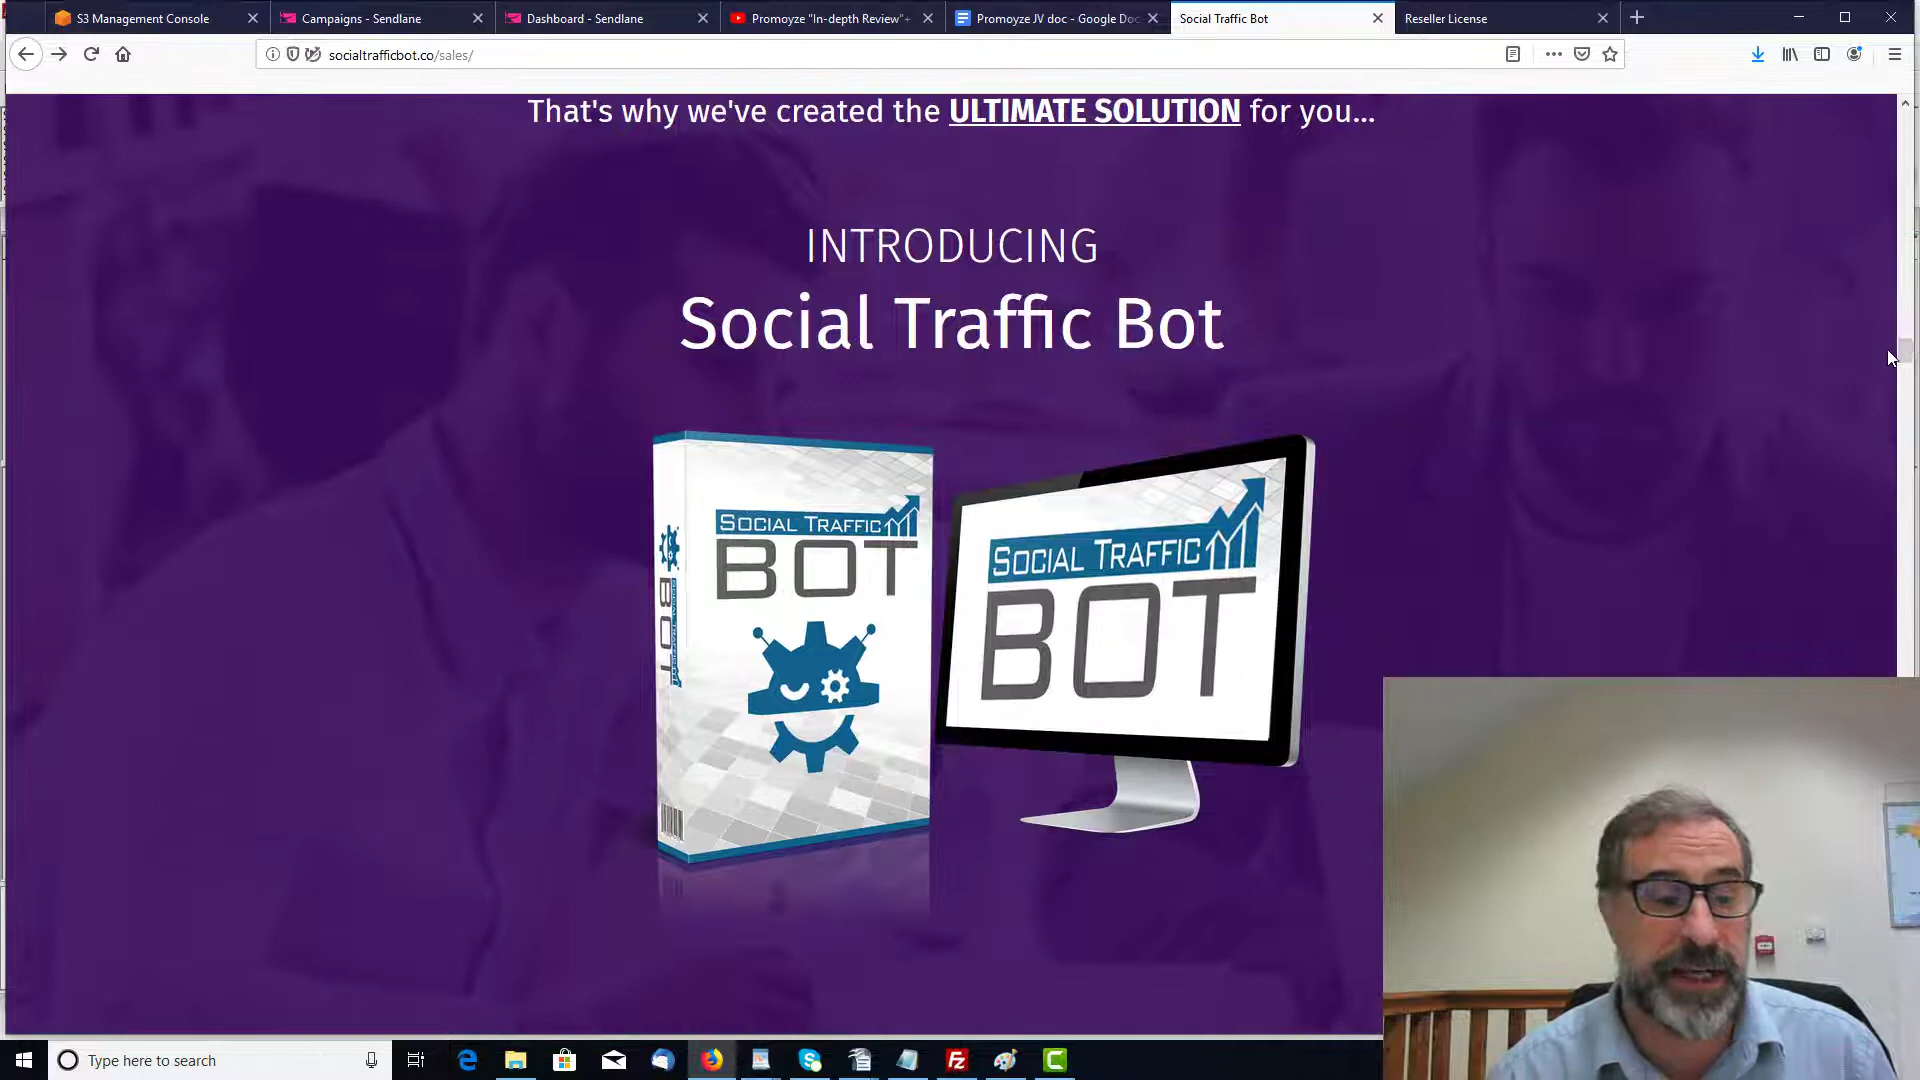 S3 Management Console
Campaigns - Sendlane
Dashboard - Sendlane
Promoyze "In-depth Review"+
Promoyze JV doc - Google Doc
Social Traffic Bot
Reseller License
socialtrafficbot.co/sales/
That's why we've created the ULTIMATE SOLUTION for you...
INTRODUCING
Social Traffic Bot
SOCIAL TRAFFIC
BOT
BOT
SOCIAL TRAFFIC
BOT
Type here to search